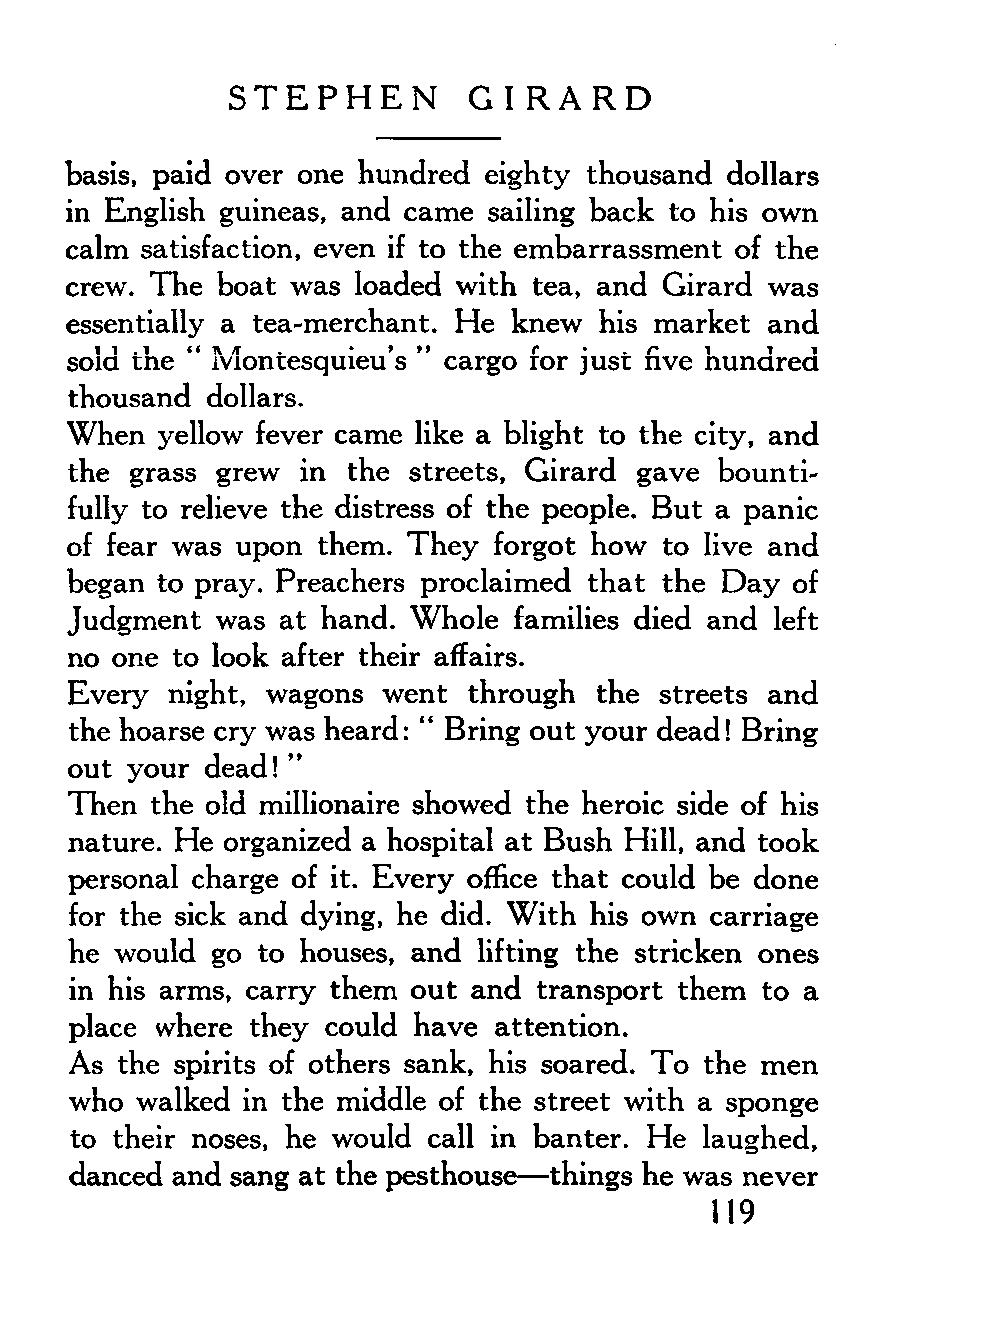 STEPHEN GIRARD
basis, paid over one hundred eighty thousand dollars
in English guineas, and came sailing back to his own
calm satisfaction, even if to the embarrassment of the
crew. The boat was loaded with tea, and Girard was
essentially a tea-merchant. He knew his market and
sold the “ Montesquieu's ” cargo for just five hundred
thousand dollars.
When yellow fever came like a blight to the city, and
the grass grew in the streets, Girard gave bounti-
fully to relieve the distress of the people. But a panic
of fear was upon them. They forgot how to live and
began to pray. Preachers proclaimed that the Day of
Judgment was at hand. Whole families died and left
no one to look after their affairs.
Every night, wagons went through the streets and
the hoarse cry was heard: “ Bring out your dead! Bring
out your dead! ”
Then the old millionaire showed the heroic side of his
nature. He organized a hospital at Bush Hill, and took
personal charge of it. Every office that could be done
for the sick and dying, he did. With his own carriage
he would go to houses, and lifting the stricken ones
in his arms, carry them out and transport them to a
place where they could have attention.
As the spirits of others sank, his soared. To the men
who walked in the middle of the street with a sponge
to their noses, he would call in banter. He laughed,
danced and sang at the pesthouse—things he was never
119